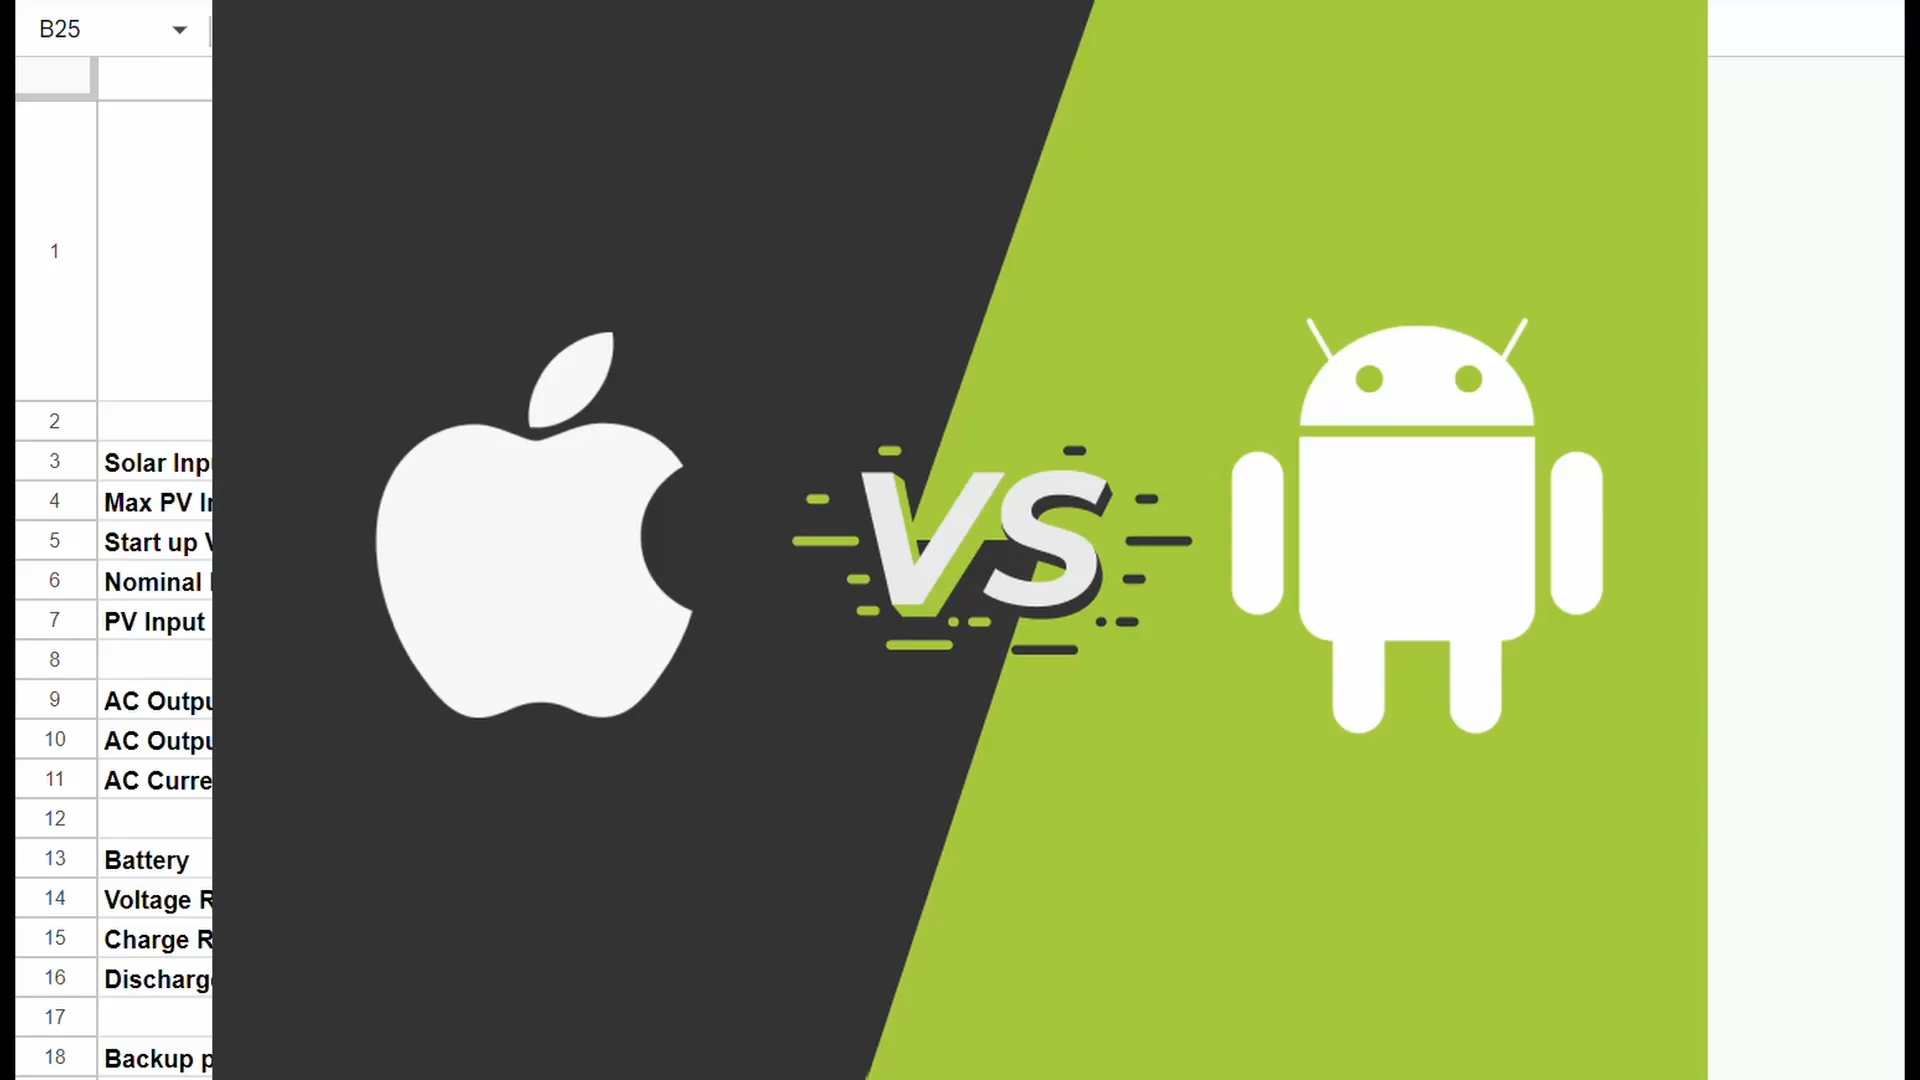 B25
1
2
3 Solar Inp
4 Max PV I
5 Start up
6 Nominal
7 PV Input
8
9 AC Outpu
10 AC Outpu
11 AC Curre
12
13 Battery
14 Voltage R
15 Charge R
16 Discharg
17
18 Backup p
VS